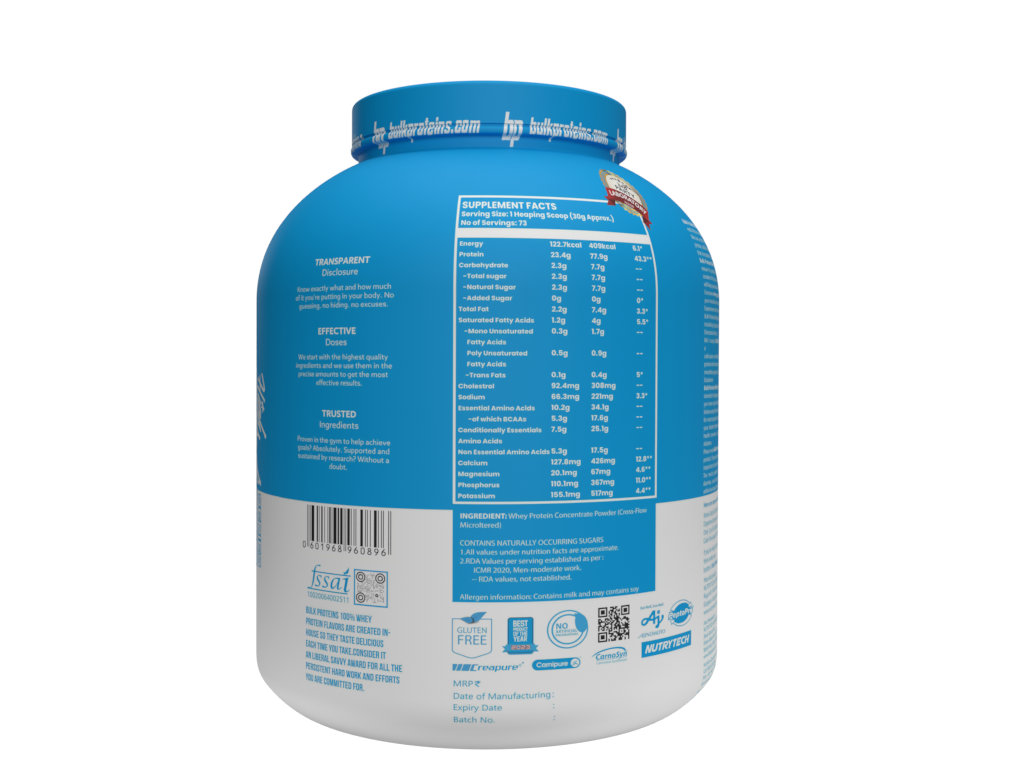 bp bulkproteins.com bp bulkproteins.com
LABORATORY
SUPPLEMENT FACTS
Serving Size: 1 Heaping Scoop (30g Approx.)
No of Servings: 73
Energy 122.7kcal 409kcal 6.1*
Protein 23.4g 77.9g 43.3**
Carbohydrate 2.3g 7.7g --
-Total sugar 2.3g 7.7g --
-Natural Sugar 2.3g 7.7g --
-Added Sugar 0g 0g 0*
Total Fat 2.2g 7.4g 3.3*
Saturated Fatty Acids 1.2g 4g 5.5*
-Mono Unsaturated 0.3g 1.7g --
Fatty Acids
Poly Unsaturated 0.5g 0.9g --
Fatty Acids
-Trans Fats 0.1g 0.4g 5*
Cholestrol 92.4mg 308mg --
Sodium 66.3mg 221mg 3.3*
Essential Amino Acids 10.2g 34.1g --
-of which BCAAs 5.3g 17.6g --
Conditionally Essentials 7.5g 25.1g --
Amino Acids
Non Essential Amino Acids 5.3g 17.5g --
Calcium 127.8mg 426mg 12.8**
Magnesium 20.1mg 67mg 4.6**
Phosphorus 110.1mg 367mg 11.0**
Potassium 155.1mg 517mg 4.4**
INGREDIENT: Whey Protein Concentrate Powder (Cross-Flow
Microltered)
CONTAINS NATURALLY OCCURRING SUGARS
1.All values under nutrition facts are approximate.
2.RDA Values per serving established as per:
ICMR 2020, Men-moderate work.
-- RDA values, not established.
Allergen information: Contains milk and may contains soy
TRANSPARENT
Disclosure
Know exactly what and how much
of it you're putting in your body. No
guessing, no hiding, no excuses.
EFFECTIVE
Doses
We start with the highest quality
ingredients and we use them in the
precise amounts to get the most
effective results.
TRUSTED
Ingredients
Proven in the gym to help achieve
goals? Absolutely. Supported and
sustained by research? Without a
doubt.
0 601968 960896
fssai
10020064002511
BULK PROTEINS 100% WHEY
PROTEIN FLAVORS ARE CREATED IN-
HOUSE SO THEY TASTE DELICIOUS
EACH TIME YOU TAKE.CONSIDER IT
AN LIBERAL SAVVY AWARD FOR ALL THE
PERSISTENT HARD WORK AND EFFORTS
YOU ARE COMMITTED FOR.
GLUTEN
FREE
BEST
PRODUCT
OF THE
YEAR
2023
NO
Creapure
Carnipure
CarnoSyn
Aji
AJINOMOTO
PeptoPro
NUTRYTECH
MRP ₹
Date of Manufacturing:
Expiry Date :
Batch No. :